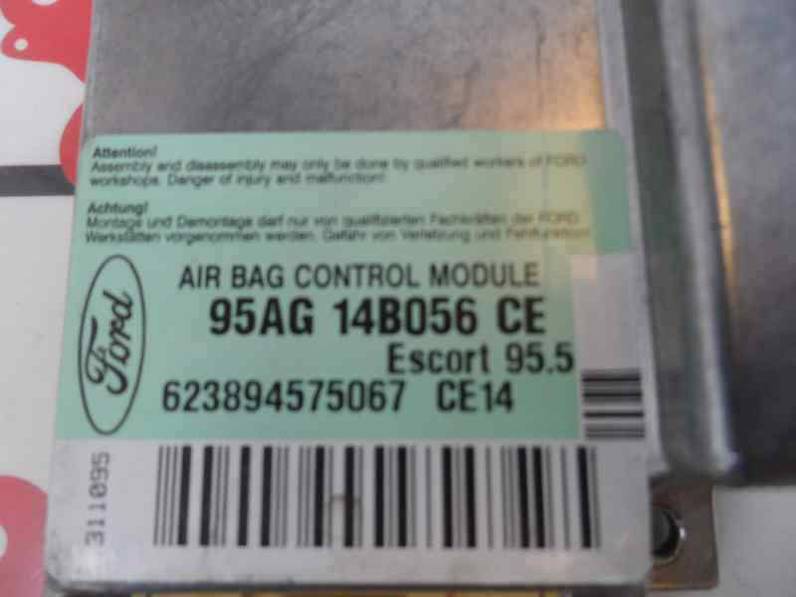 Attention!
Assembly and disassembly may only be done by qualified workers of FORD
workshops. Danger of injury and malfunction!
Achtung!
Montage und Demontage darf nur von qualifizierten Fachkräften der FORD
Werkstätten vorgenommen werden. Gefahr von Verletzung und Fehlfunktion!
AIR BAG CONTROL MODULE
95AG 14B056 CE
Ford
Escort 95.5
623894575067 CE14
311095